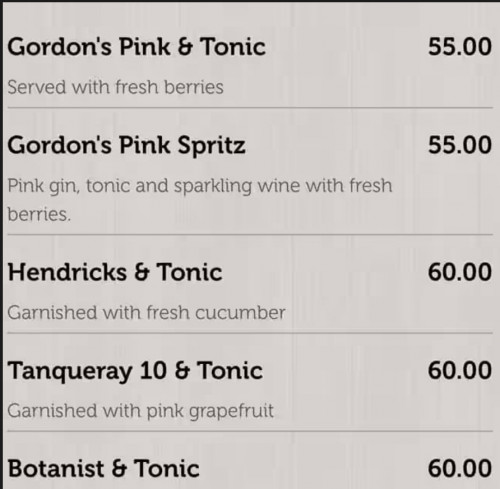 Gordon's Pink & Tonic 55.00
Served with fresh berries
Gordon's Pink Spritz 55.00
Pink gin, tonic and sparkling wine with fresh
berries.
Hendricks & Tonic 60.00
Garnished with fresh cucumber
Tanqueray 10 & Tonic 60.00
Garnished with pink grapefruit
Botanist & Tonic 60.00